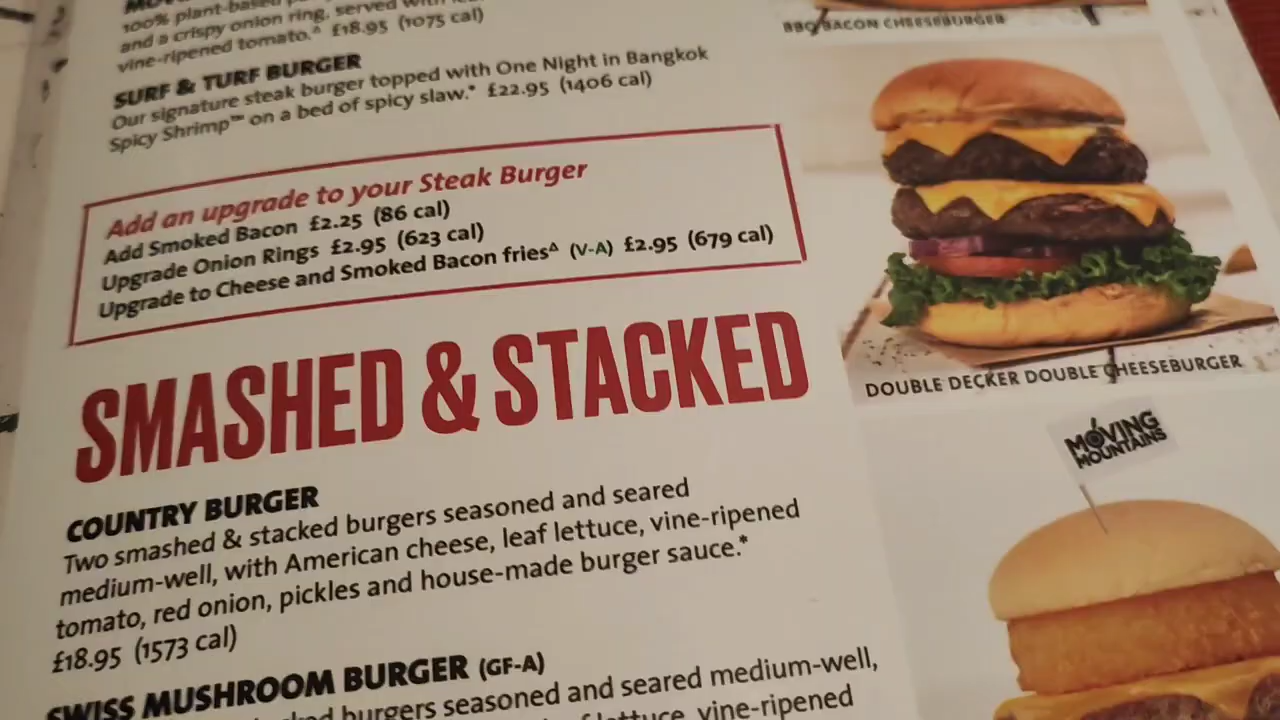 100% plant-based
and a crispy onion ring, served with
vine-ripened tomato.Δ £18.95 (1075 cal)
SURF & TURF BURGER
Our signature steak burger topped with One Night in Bangkok
Spicy Shrimp™ on a bed of spicy slaw.* £22.95 (1406 cal)
Add an upgrade to your Steak Burger
Add Smoked Bacon £2.25 (86 cal)
Upgrade Onion Rings £2.95 (623 cal)
Upgrade to Cheese and Smoked Bacon friesΔ (V-A) £2.95 (679 cal)
SMASHED & STACKED
COUNTRY BURGER
Two smashed & stacked burgers seasoned and seared
medium-well, with American cheese, leaf lettuce, vine-ripened
tomato, red onion, pickles and house-made burger sauce.*
£18.95 (1573 cal)
SWISS MUSHROOM BURGER (GF-A)
burgers seasoned and seared medium-well,
lettuce, vine-ripened
BBQ BACON CHEESEBURGER
DOUBLE DECKER DOUBLE CHEESEBURGER
MOVING
MOUNTAINS